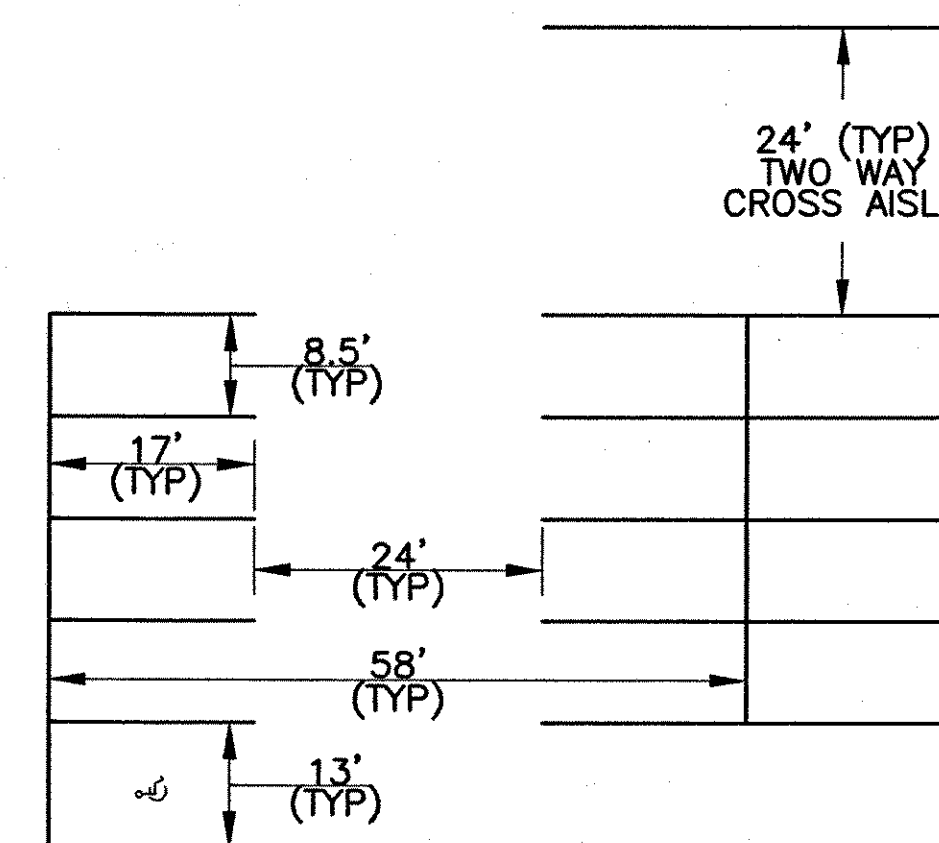 24' (TYP)
TWO WAY
CROSS AISL
8.5'
(TYP)
17'
(TYP)
24'
(TYP)
58'
(TYP)
13'
(TYP)